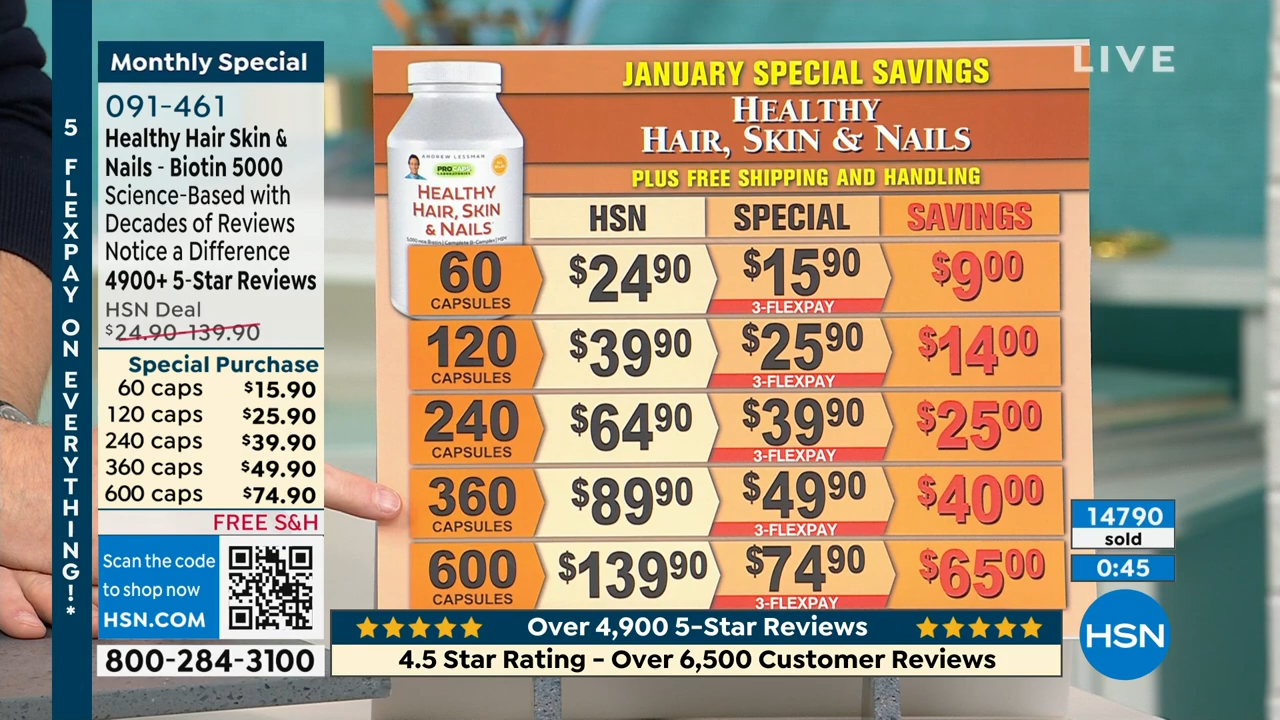 5 FLEXPAY ON EVERYTHING!*
Monthly Special
091-461
Healthy Hair Skin &
Nails - Biotin 5000
Science-Based with
Decades of Reviews
Notice a Difference
4900+ 5-Star Reviews
HSN Deal
$24.90-139.90
Special Purchase
60 caps $15.90
120 caps $25.90
240 caps $39.90
360 caps $49.90
600 caps $74.90
FREE S&H
Scan the code
to shop now
HSN.COM
800-284-3100
LIVE
JANUARY SPECIAL SAVINGS
HEALTHY
HAIR, SKIN & NAILS
PLUS FREE SHIPPING AND HANDLING
ANDREW LESSMAN
PROCAPS
LABORATORIES
HEALTHY
HAIR, SKIN
& NAILS
HSN SPECIAL SAVINGS
60 CAPSULES $24.90 $15.90 3-FLEXPAY $9.00
120 CAPSULES $39.90 $25.90 3-FLEXPAY $14.00
240 CAPSULES $64.90 $39.90 3-FLEXPAY $25.00
360 CAPSULES $89.90 $49.90 3-FLEXPAY $40.00
600 CAPSULES $139.90 $74.90 3-FLEXPAY $65.00
14790
sold
0:45
HSN
Over 4,900 5-Star Reviews
4.5 Star Rating – Over 6,500 Customer Reviews